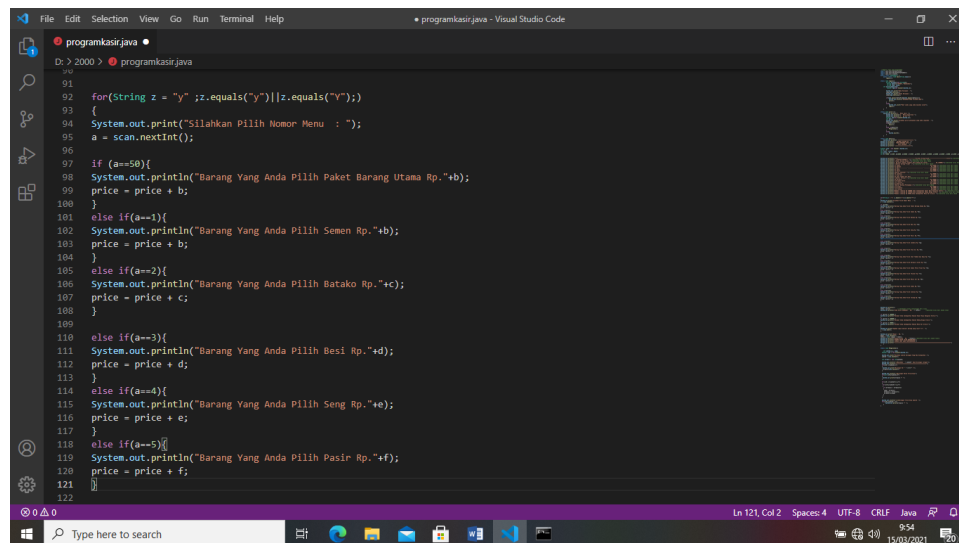 File Edit Selection View Go Run Terminal Help
● programkasir.java - Visual Studio Code
programkasir.java ●
D: > 2000 > programkasir.java
90
91
92 for(String z = "y" ;z.equals("y")||z.equals("Y");)
93 {
94 System.out.print("Silahkan Pilih Nomor Menu : ");
95 a = scan.nextInt();
96
97 if (a==50){
98 System.out.println("Barang Yang Anda Pilih Paket Barang Utama Rp."+b);
99 price = price + b;
100 }
101 else if(a==1){
102 System.out.println("Barang Yang Anda Pilih Semen Rp."+b);
103 price = price + b;
104 }
105 else if(a==2){
106 System.out.println("Barang Yang Anda Pilih Batako Rp."+c);
107 price = price + c;
108 }
109
110 else if(a==3){
111 System.out.println("Barang Yang Anda Pilih Besi Rp."+d);
112 price = price + d;
113 }
114 else if(a==4){
115 System.out.println("Barang Yang Anda Pilih Seng Rp."+e);
116 price = price + e;
117 }
118 else if(a==5){
119 System.out.println("Barang Yang Anda Pilih Pasir Rp."+f);
120 price = price + f;
121 }
122
0 0
Ln 121, Col 2 Spaces: 4 UTF-8 CRLF Java
Type here to search
9:54
15/03/2021
20